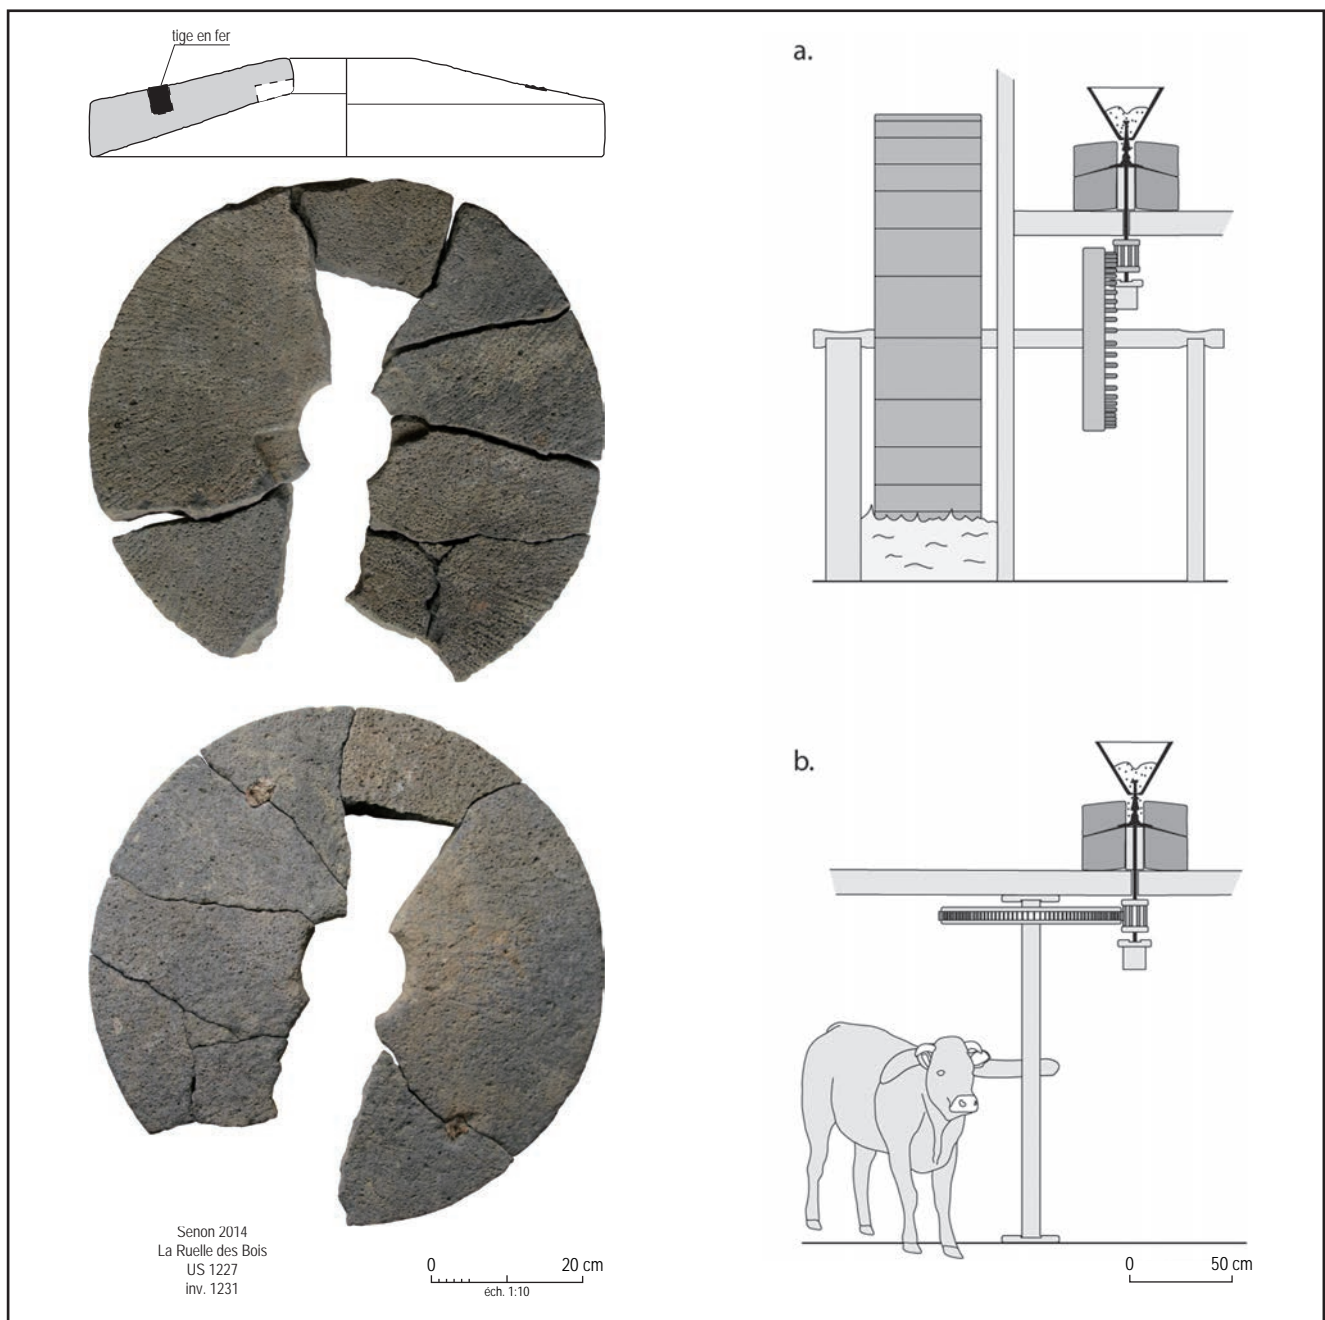 tige en fer
a.
b.
Senon 2014
La Ruelle des Bois
US 1227
inv. 1231
0 20 cm
éch. 1:10
0 50 cm